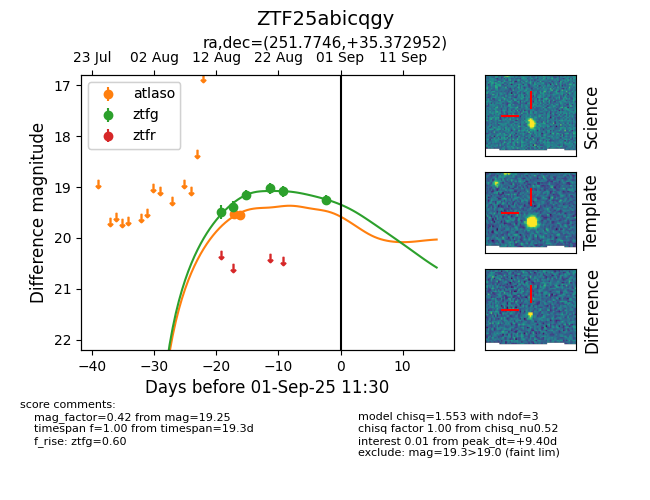 ZTF25abicqgy
ra,dec=(251.7746,+35.372952)
23 Jul 02 Aug 12 Aug 22 Aug 01 Sep 11 Sep
17
18
19
20
21
22
Difference magnitude
atlaso
ztfg
ztfr
−40 −30 −20 −10 0 10
Days before 01-Sep-25 11:30
Science
Template
Difference
score comments:
mag_factor=0.42 from mag=19.25
timespan f=1.00 from timespan=19.3d
f_rise: ztfg=0.60
model chisq=1.553 with ndof=3
chisq factor 1.00 from chisq_nu0.52
interest 0.01 from peak_dt=+9.40d
exclude: mag=19.3>19.0 (faint lim)